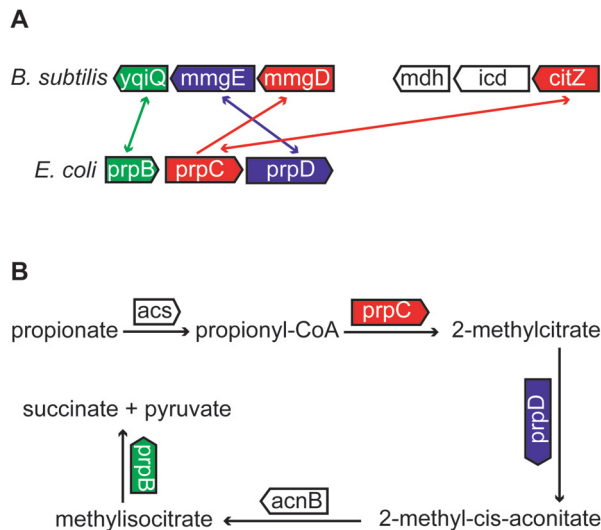 A
B. subtilis yqiQ mmgE mmgD mdh icd citZ
E. coli prpB prpC prpD
B
acs prpC
propionate propionyl-CoA 2-methylcitrate
prpD
succinate + pyruvate
prpB
acnB
methylisocitrate 2-methyl-cis-aconitate